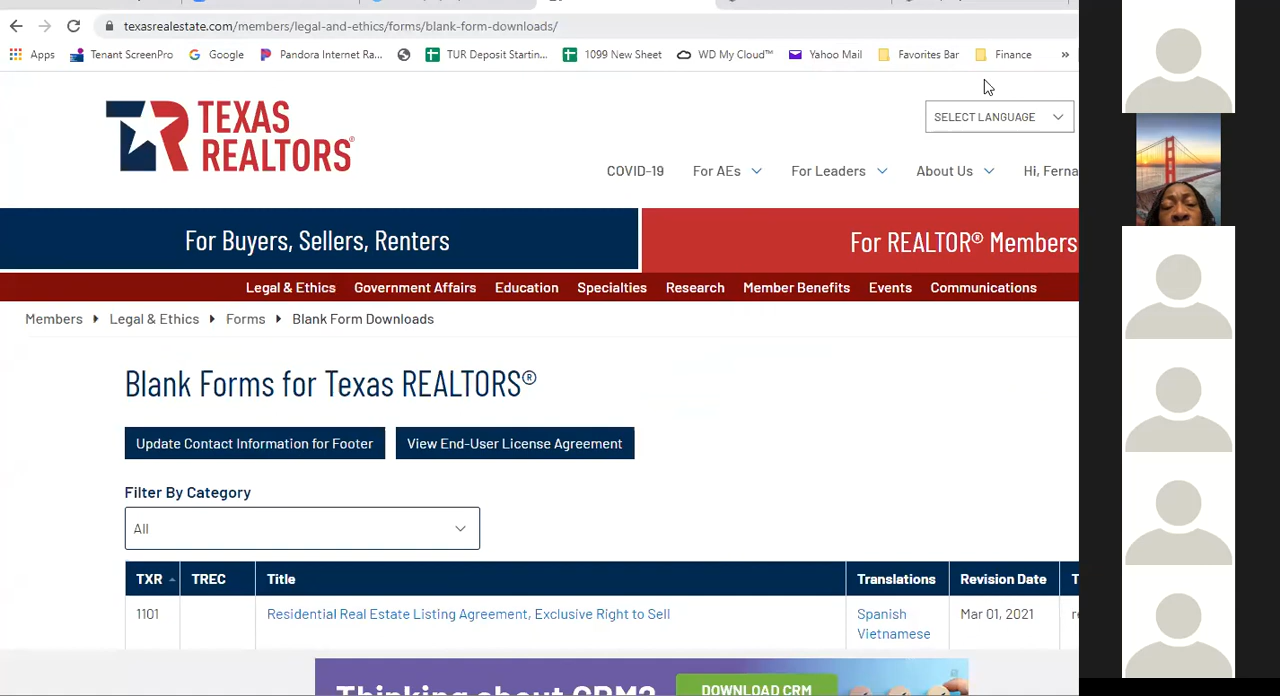 texasrealestate.com/members/legal-and-ethics/forms/blank-form-downloads/
Apps Tenant ScreenPro Google Pandora Internet Ra... TUR Deposit Startin... 1099 New Sheet WD My Cloud™ Yahoo Mail Favorites Bar Finance »
TEXAS
REALTORS®
SELECT LANGUAGE
COVID-19 For AEs For Leaders About Us Hi, Ferna
For Buyers, Sellers, Renters
For REALTOR® Members
Legal & Ethics Government Affairs Education Specialties Research Member Benefits Events Communications
Members Legal & Ethics Forms Blank Form Downloads
Blank Forms for Texas REALTORS®
Update Contact Information for Footer
View End-User License Agreement
Filter By Category
All
TXR TREC Title Translations Revision Date T
1101 Residential Real Estate Listing Agreement, Exclusive Right to Sell Spanish Mar 01, 2021 re
Vietnamese
Thinking about CRM?
DOWNLOAD CRM